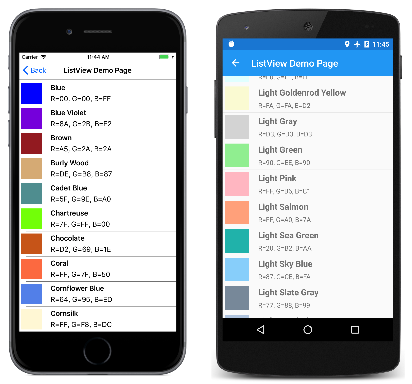 Carrier 11:44 AM
Back ListView Demo Page
Blue
R=00, G=00, B=FF
Blue Violet
R=8A, G=2B, B=E2
Brown
R=A5, G=2A, B=2A
Burly Wood
R=DE, G=B8, B=87
Cadet Blue
R=5F, G=9E, B=A0
Chartreuse
R=7F, G=FF, B=00
Chocolate
R=D2, G=69, B=1E
Coral
R=FF, G=7F, B=50
Cornflower Blue
R=64, G=95, B=ED
Cornsilk
R=FF, G=F8, B=DC
11:45
ListView Demo Page
Light Goldenrod Yellow
R=FA, G=FA, B=D2
Light Gray
R=D3, G=D3, B=D3
Light Green
R=90, G=EE, B=90
Light Pink
R=FF, G=B6, B=C1
Light Salmon
R=FF, G=A0, B=7A
Light Sea Green
R=20, G=B2, B=AA
Light Sky Blue
R=87, G=CE, B=FA
Light Slate Gray
R=77, G=88, B=99